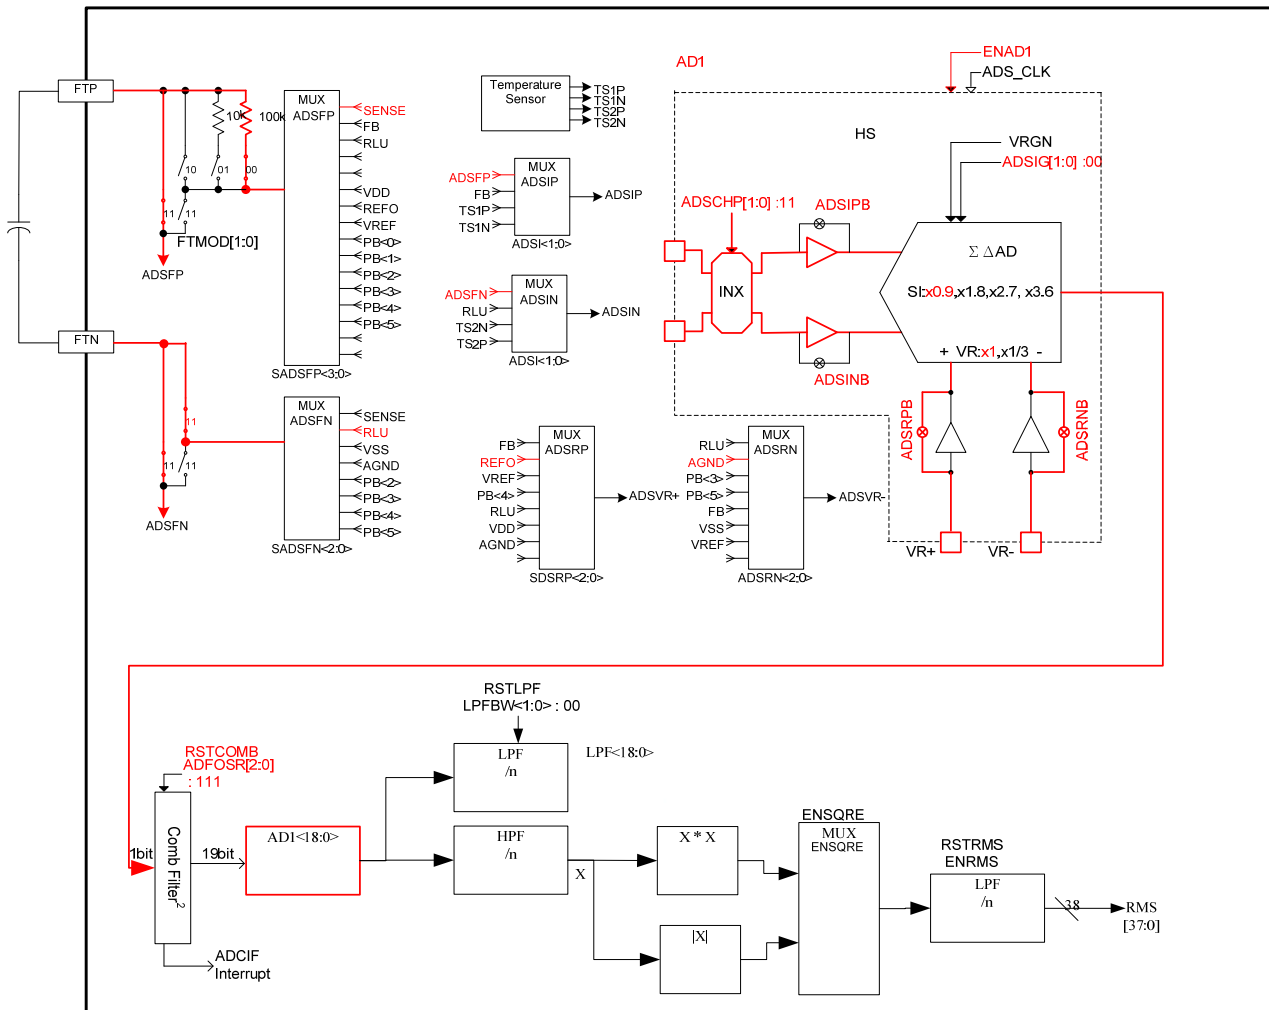 FTP
10k
100k
10
01
00
11
11
FTMOD[1:0]
ADSFP
MUX
ADSFP
SENSE
FB
RLU
VDD
REFO
VREF
PB<0>
PB<1>
PB<2>
PB<3>
PB<4>
PB<5>
SADSFP<3;0>
FTN
11
11
11
ADSFN
MUX
ADSFN
SENSE
RLU
VSS
AGND
PB<2>
PB<3>
PB<4>
PB<5>
SADSFN<2;0>
Temperature
Sensor
TS1P
TS1N
TS2P
TS2N
MUX
ADSIP
ADSFP
FB
TS1P
TS1N
ADSIP
ADSI<1;0>
MUX
ADSIN
ADSFN
RLU
TS2N
TS2P
ADSIN
ADSI<1;0>
MUX
ADSRP
FB
REFO
VREF
PB<4>
RLU
VDD
AGND
ADSVR+
SDSRP<2;0>
MUX
ADSRN
RLU
AGND
PB<3>
PB<5>
FB
VSS
VREF
ADSVR-
ADSRN<2;0>
AD1
ENAD1
ADS_CLK
HS
VRGN
ADSIG[1:0] :00
ADSCHP[1:0] :11
ADSIPB
INX
ADSINB
Σ ΔAD
SI:x0.9,x1.8,x2.7, x3.6
+ VR:x1,x1/3 -
ADSRPB
ADSRNB
VR+
VR-
RSTCOMB
ADFOSR[2:0]
: 111
1bit
Comb Filter2
19bit
ADCIF
Interrupt
AD1<18:0>
RSTLPF
LPFBW<1:0> : 00
LPF
/n
LPF<18:0>
HPF
/n
X
X * X
|X|
ENSQRE
MUX
ENSQRE
RSTRMS
ENRMS
LPF
/n
38
RMS
[37:0]